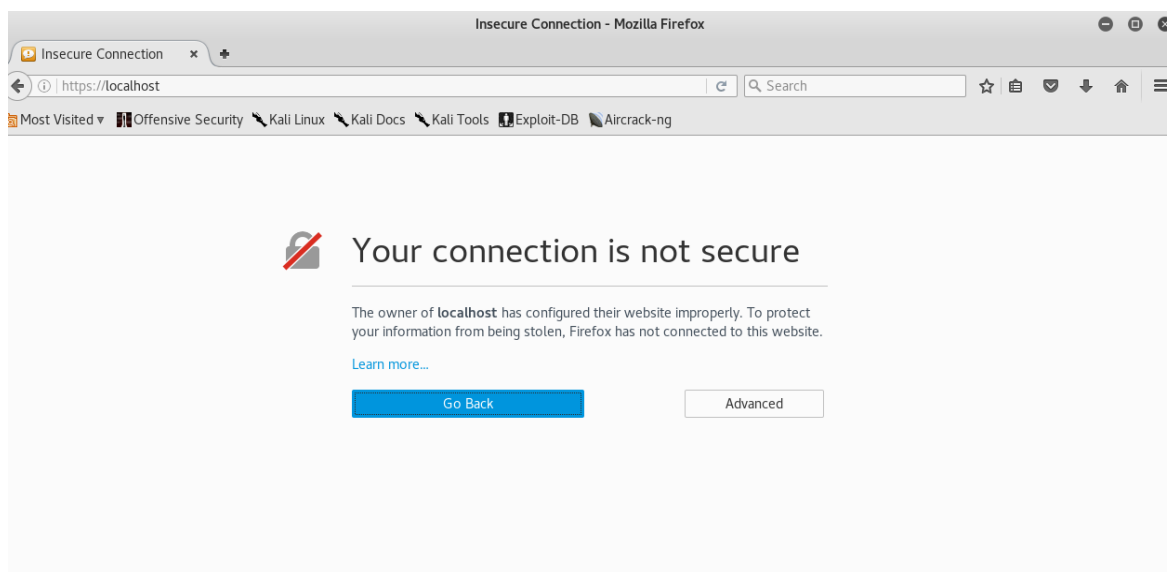 Insecure Connection - Mozilla Firefox
Insecure Connection
https://localhost
Search
Most Visited Offensive Security Kali Linux Kali Docs Kali Tools Exploit-DB Aircrack-ng
Your connection is not secure
The owner of localhost has configured their website improperly. To protect
your information from being stolen, Firefox has not connected to this website.
Learn more...
Go Back Advanced